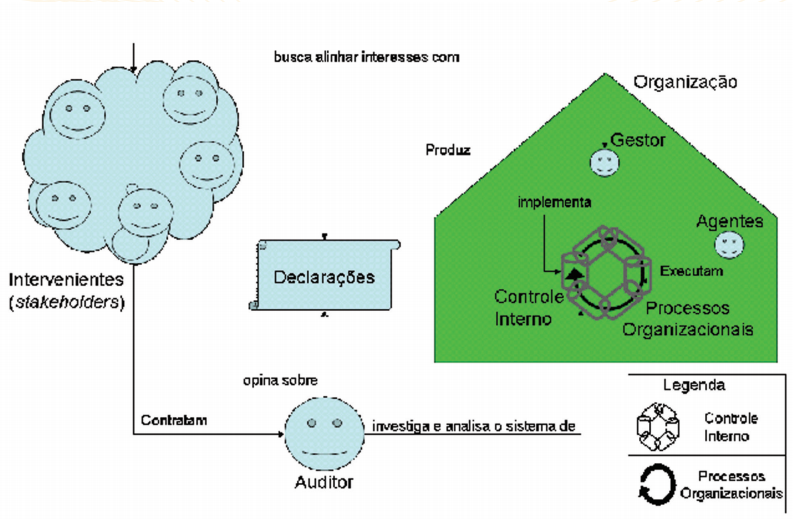 busca alinhar interesses com
Organização
Gestor
Produz
implementa
Agentes
Declarações
Executam
Intervenientes
(stakeholders)
Controle
Interno
Processos
Organizacionais
opina sobre
Legenda
Contratam
investiga e analisa o sistema de
Controle
Interno
Auditor
Processos
Organizacionais